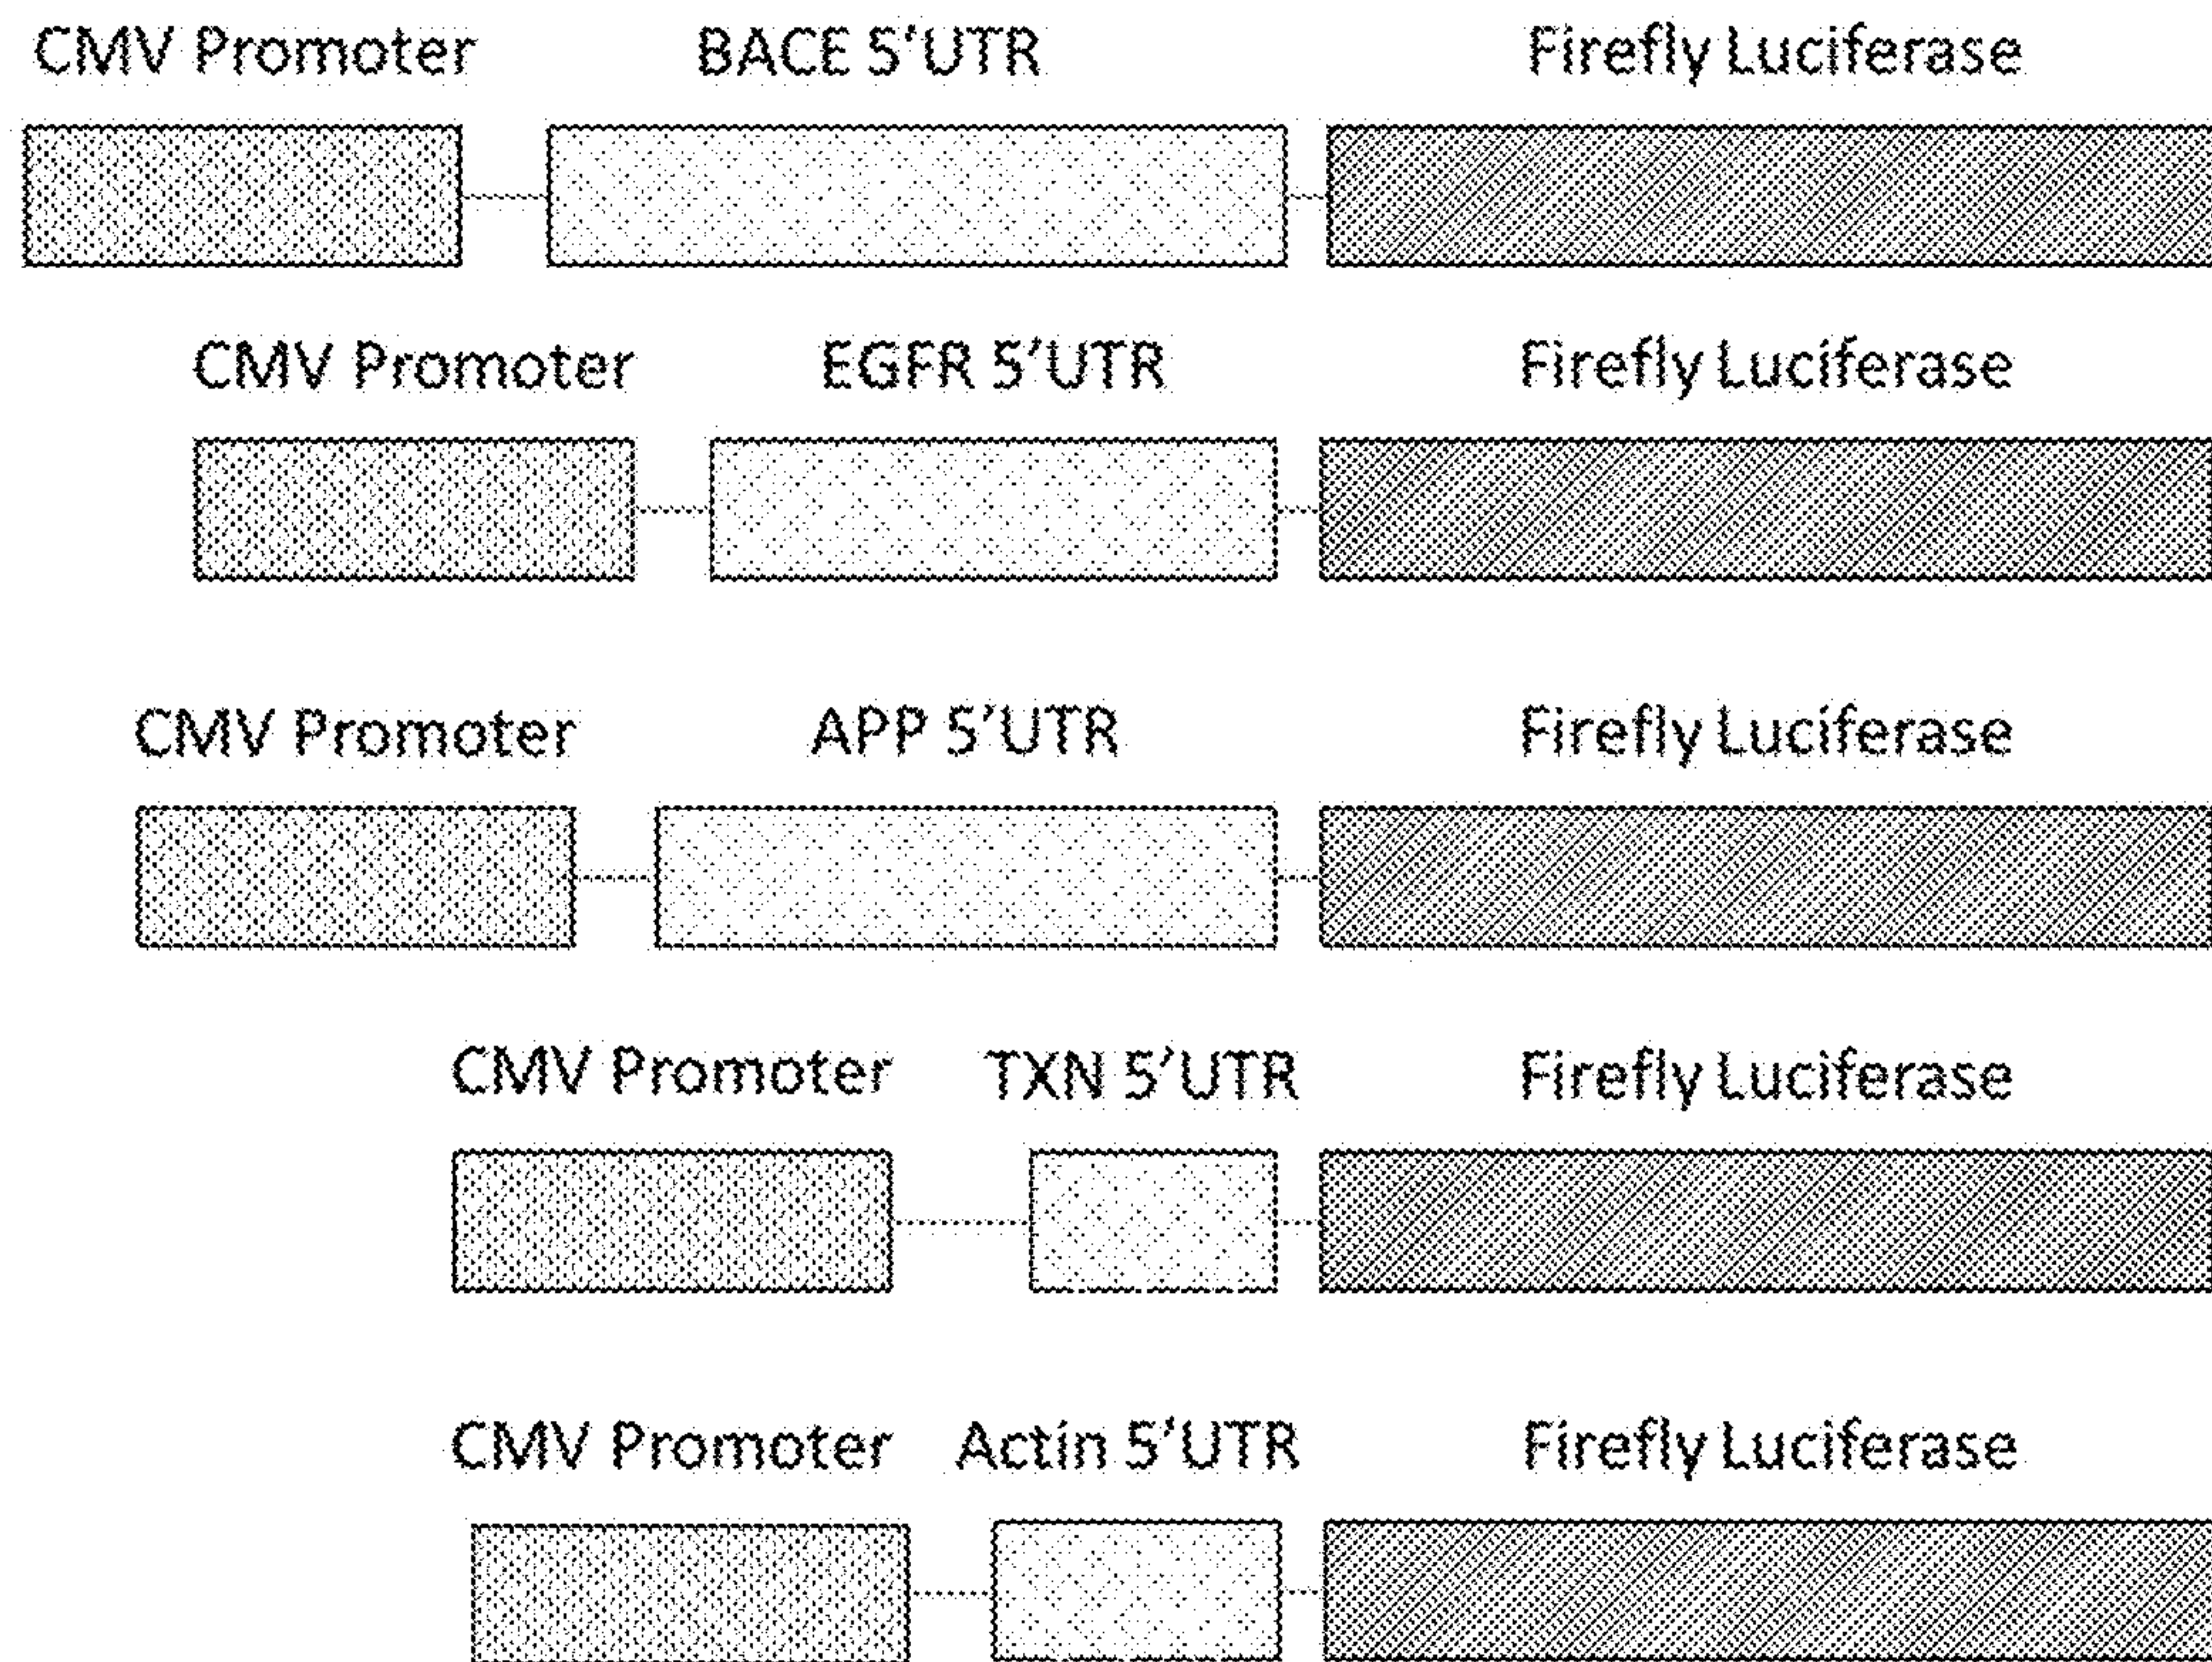 CMV Promoter BACE 5'UTR Firefly Luciferase
CMV Promoter EGFR 5'UTR Firefly Luciferase
CMV Promoter APP 5'UTR Firefly Luciferase
CMV Promoter TXN 5'UTR Firefly Luciferase
CMV Promoter Actin 5'UTR Firefly Luciferase